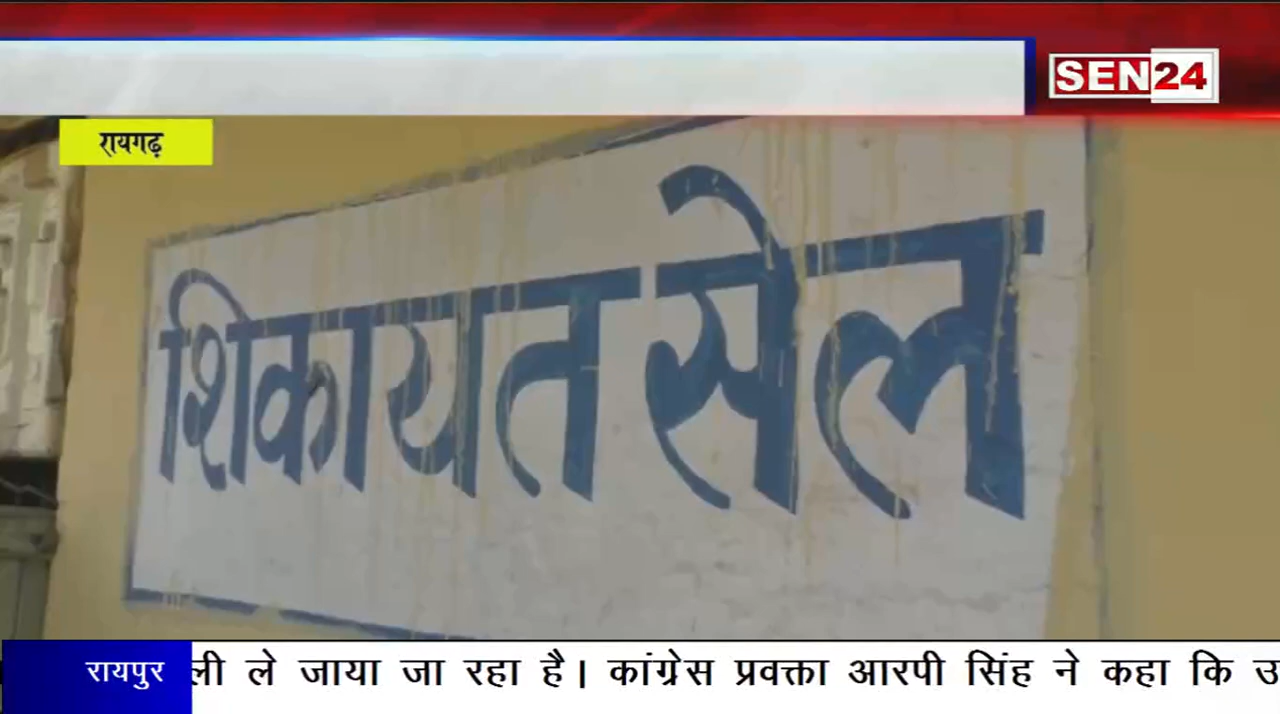 SEN24
रायगढ़
शिकायत सेल
रायपुर ली ले जाया जा रहा है। कांग्रेस प्रवक्ता आरपी सिंह ने कहा कि उ